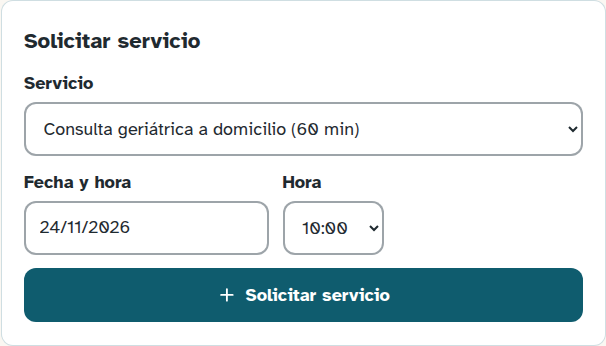 Solicitar servicio
Servicio
Consulta geriátrica a domicilio (60 min)
Fecha y hora Hora
24/11/2026 10:00
+ Solicitar servicio